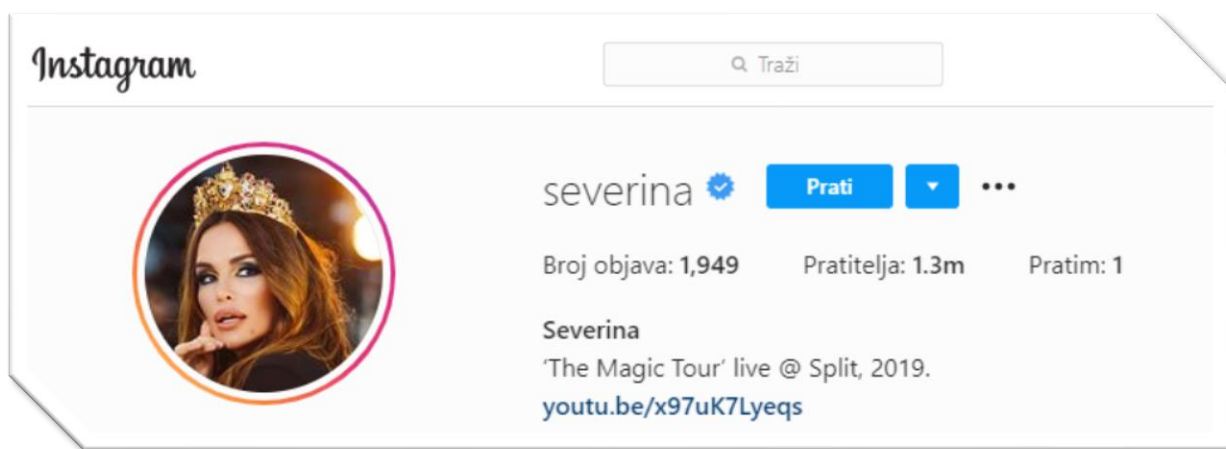 Instagram
Traži
severina Prati
Broj objava: 1,949 Pratitelja: 1.3m Pratim: 1
Severina
'The Magic Tour' live @ Split, 2019.
youtu.be/x97uK7Lyeqs